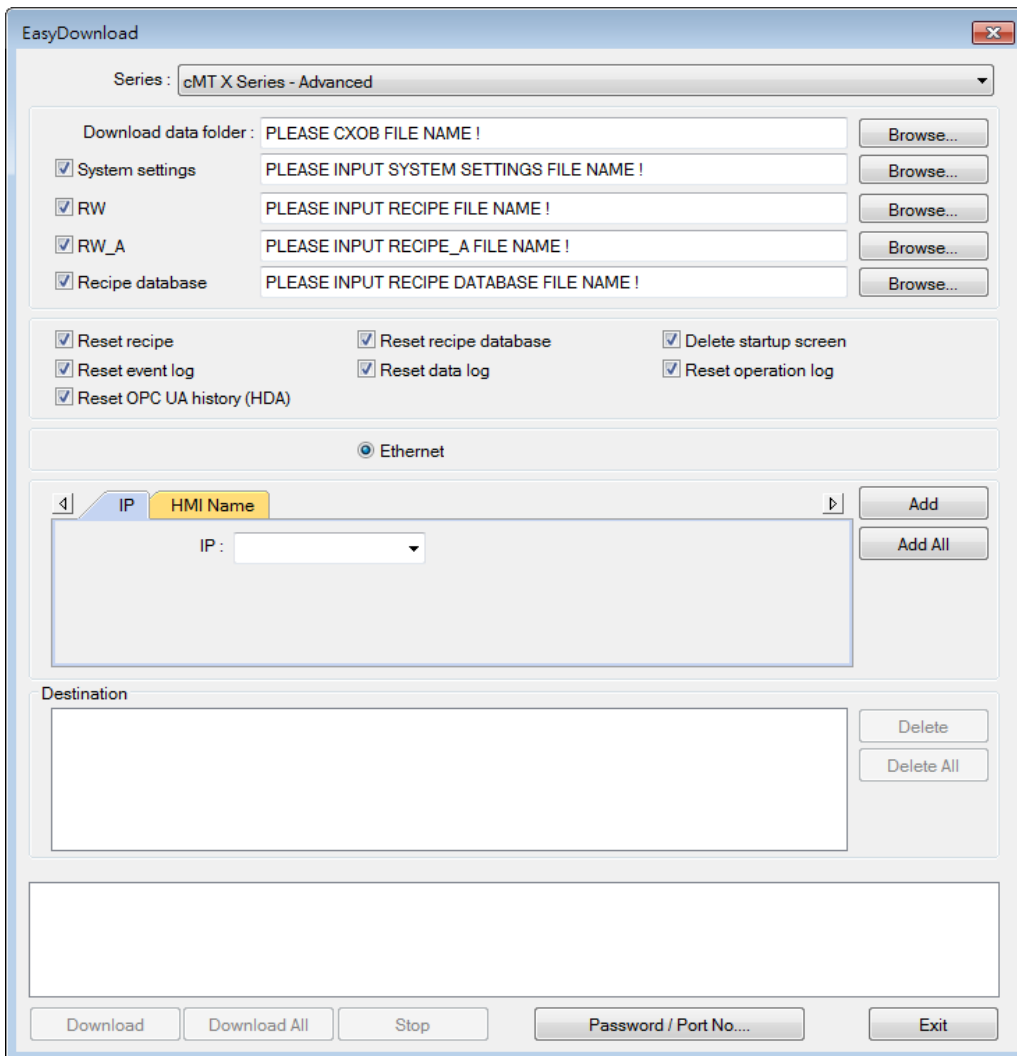 EasyDownload
Series : cMT X Series - Advanced
Download data folder : PLEASE CXOB FILE NAME ! Browse...
System settings PLEASE INPUT SYSTEM SETTINGS FILE NAME ! Browse...
RW PLEASE INPUT RECIPE FILE NAME ! Browse...
RW_A PLEASE INPUT RECIPE_A FILE NAME ! Browse...
Recipe database PLEASE INPUT RECIPE DATABASE FILE NAME ! Browse...
Reset recipe Reset recipe database Delete startup screen
Reset event log Reset data log Reset operation log
Reset OPC UA history (HDA)
Ethernet
IP HMI Name Add
IP : Add All
Destination
Delete
Delete All
Download Download All Stop Password / Port No.... Exit